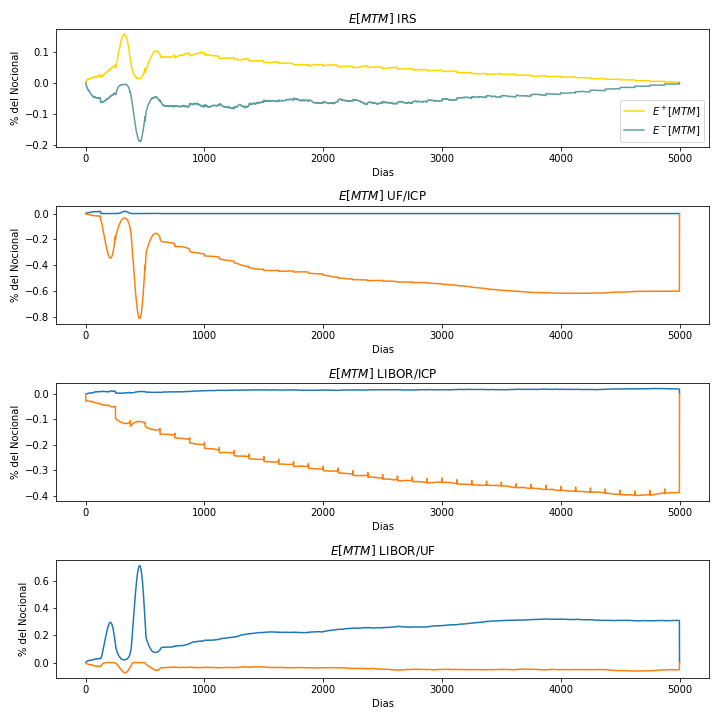 E[MTM] IRS
% del Nocional
0.1
0.0
−0.1
−0.2
E⁺[MTM]
E⁻[MTM]
0 1000 2000 3000 4000 5000
Dias
E[MTM] UF/ICP
% del Nocional
0.0
−0.2
−0.4
−0.6
−0.8
0 1000 2000 3000 4000 5000
Dias
E[MTM] LIBOR/ICP
% del Nocional
0.0
−0.1
−0.2
−0.3
−0.4
0 1000 2000 3000 4000 5000
Dias
E[MTM] LIBOR/UF
% del Nocional
0.6
0.4
0.2
0.0
0 1000 2000 3000 4000 5000
Dias